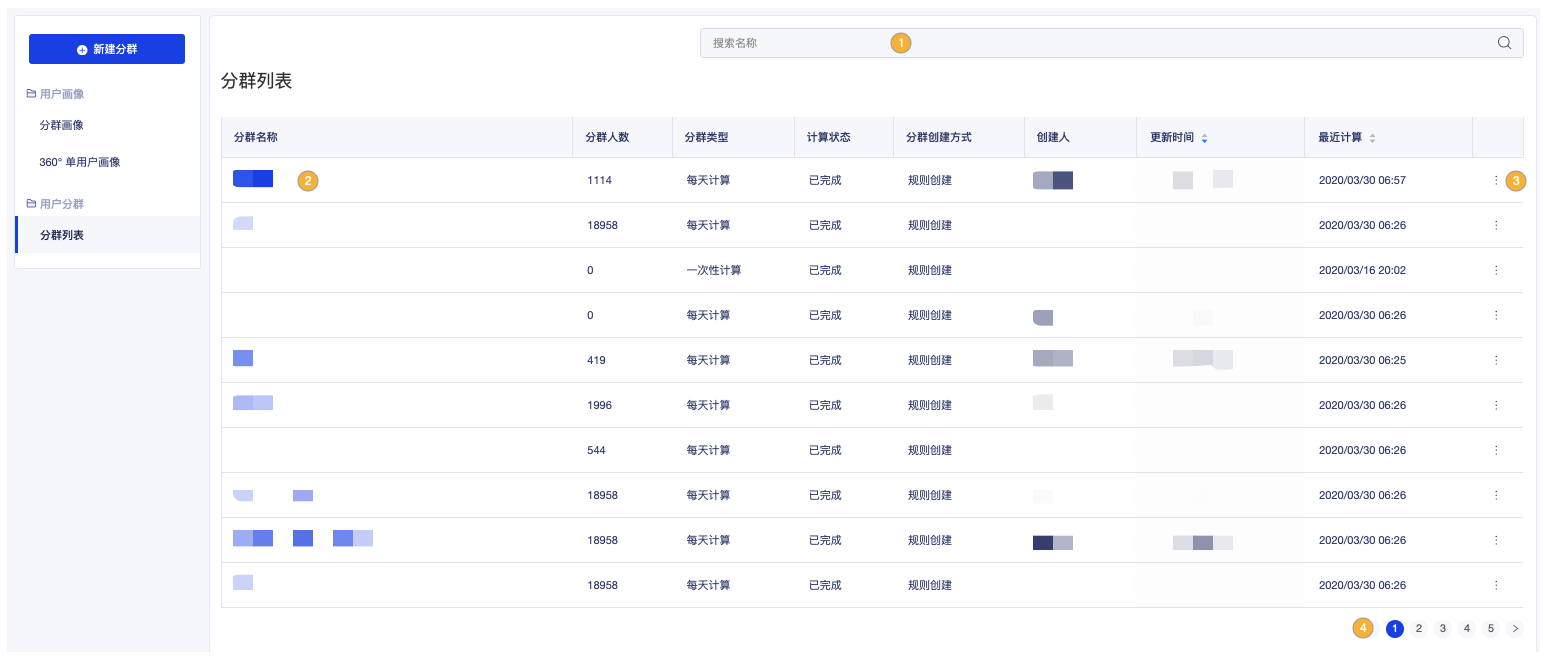 新建分群
用户画像
分群画像
360° 单用户画像
用户分群
分群列表
搜索名称 1
分群列表
分群名称 分群人数 分群类型 计算状态 分群创建方式 创建人 更新时间 最近计算
2 1114 每天计算 已完成 规则创建 2020/03/30 06:57 3
18958 每天计算 已完成 规则创建 2020/03/30 06:26
0 一次性计算 已完成 规则创建 2020/03/16 20:02
0 每天计算 已完成 规则创建 2020/03/30 06:26
419 每天计算 已完成 规则创建 2020/03/30 06:25
1996 每天计算 已完成 规则创建 2020/03/30 06:26
544 每天计算 已完成 规则创建 2020/03/30 06:26
18958 每天计算 已完成 规则创建 2020/03/30 06:26
18958 每天计算 已完成 规则创建 2020/03/30 06:26
18958 每天计算 已完成 规则创建 2020/03/30 06:26
4 1 2 3 4 5